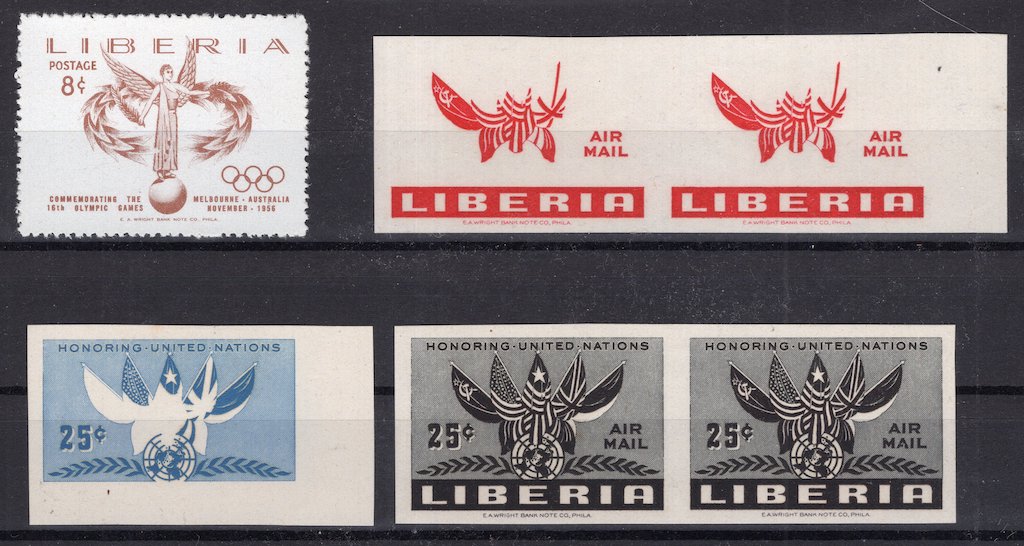 LIBERIA
POSTAGE
8¢
COMMEMORATING THE MELBOURNE - AUSTRALIA
16th OLYMPIC GAMES NOVEMBER - 1956
E. A. WRIGHT BANK NOTE CO., PHILA.
AIR
MAIL
LIBERIA
E.A.WRIGHT BANK NOTE CO., PHILA.
AIR
MAIL
LIBERIA
E.A.WRIGHT BANK NOTE CO., PHILA.
HONORING·UNITED·NATIONS
25¢
HONORING·UNITED·NATIONS
25¢
AIR
MAIL
LIBERIA
E.A.WRIGHT BANK NOTE CO., PHILA.
HONORING·UNITED·NATIONS
25¢
AIR
MAIL
LIBERIA
E.A.WRIGHT BANK NOTE CO., PHILA.